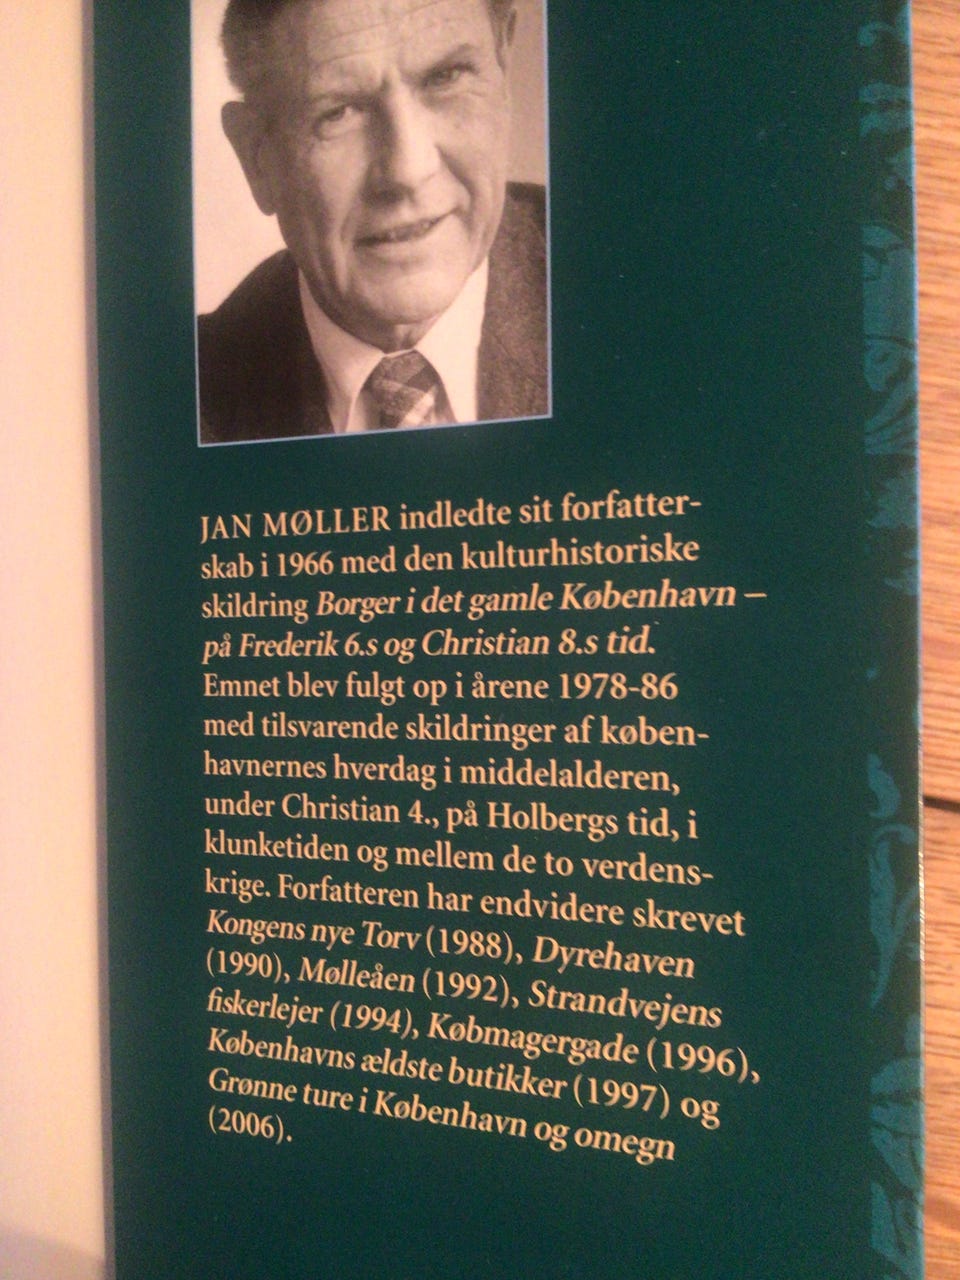 JAN MØLLER indledte sit forfatter-
skab i 1966 med den kulturhistoriske
skildring Borger i det gamle København –
på Frederik 6.s og Christian 8.s tid.
Emnet blev fulgt op i årene 1978-86
med tilsvarende skildringer af køben-
havnernes hverdag i middelalderen,
under Christian 4., på Holbergs tid, i
klunketiden og mellem de to verdens-
krige. Forfatteren har endvidere skrevet
Kongens nye Torv (1988), Dyrehaven
(1990), Mølleåen (1992), Strandvejens
fiskerlejer (1994), Købmagergade (1996),
Københavns ældste butikker (1997) og
Grønne ture i København og omegn
(2006).